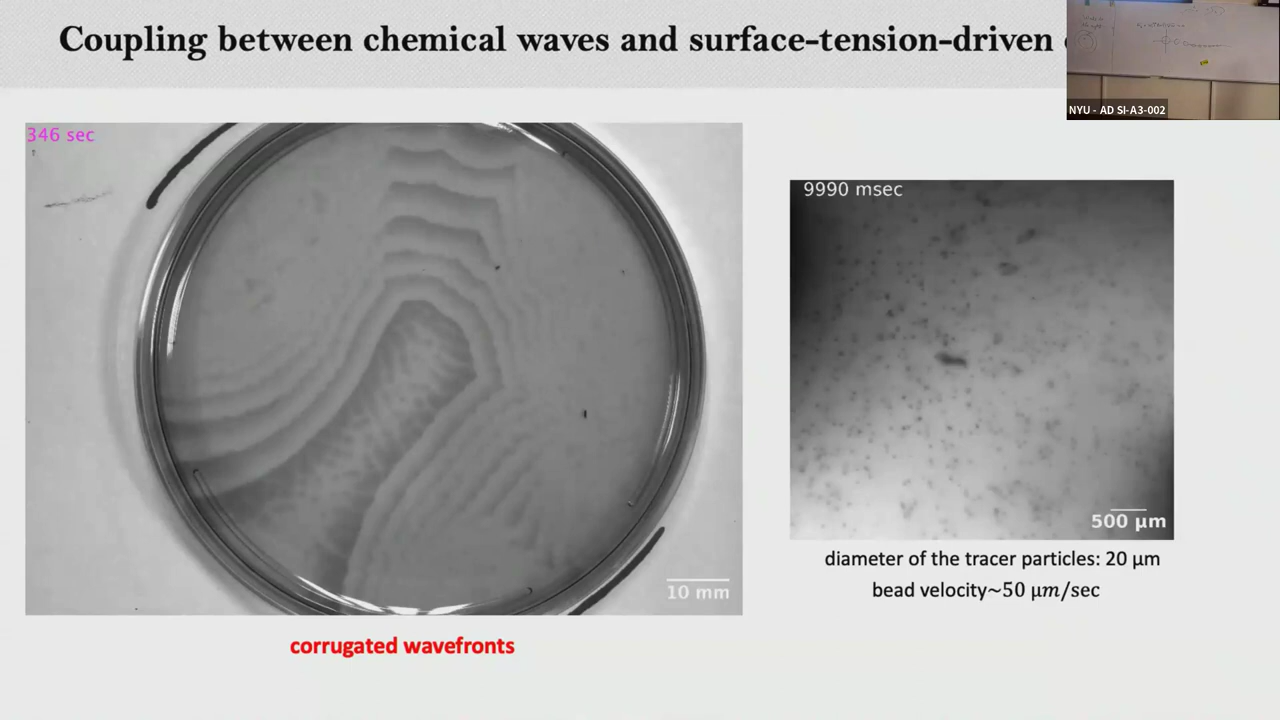 Coupling between chemical waves and surface-tension-driven
NYU - AD SI-A3-002
346 sec
10 mm
corrugated wavefronts
9990 msec
500 μm
diameter of the tracer particles: 20 μm
bead velocity~50 μm/sec